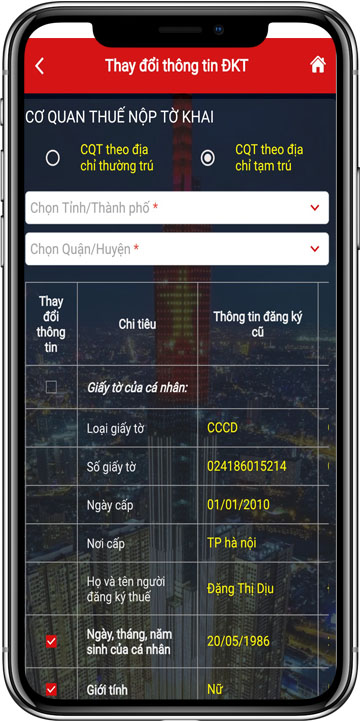 Thay đổi thông tin ĐKT
CƠ QUAN THUẾ NỘP TỜ KHAI
CQT theo địa
chỉ thường trú
CQT theo địa
chỉ tạm trú
Chọn Tỉnh/Thành phố *
Chọn Quận/Huyện *
Thay
đổi
thông
tin
Chi tiêu
Thông tin đăng ký
cũ
Giấy tờ của cá nhân:
Loại giấy tờ
CCCD
Số giấy tờ
024186015214
Ngày cấp
01/01/2010
Nơi cấp
TP hà nội
Họ và tên người
đăng ký thuế
Đặng Thị Dịu
Ngày, tháng, năm
sinh của cá nhân
20/05/1986
Giới tính
Nữ